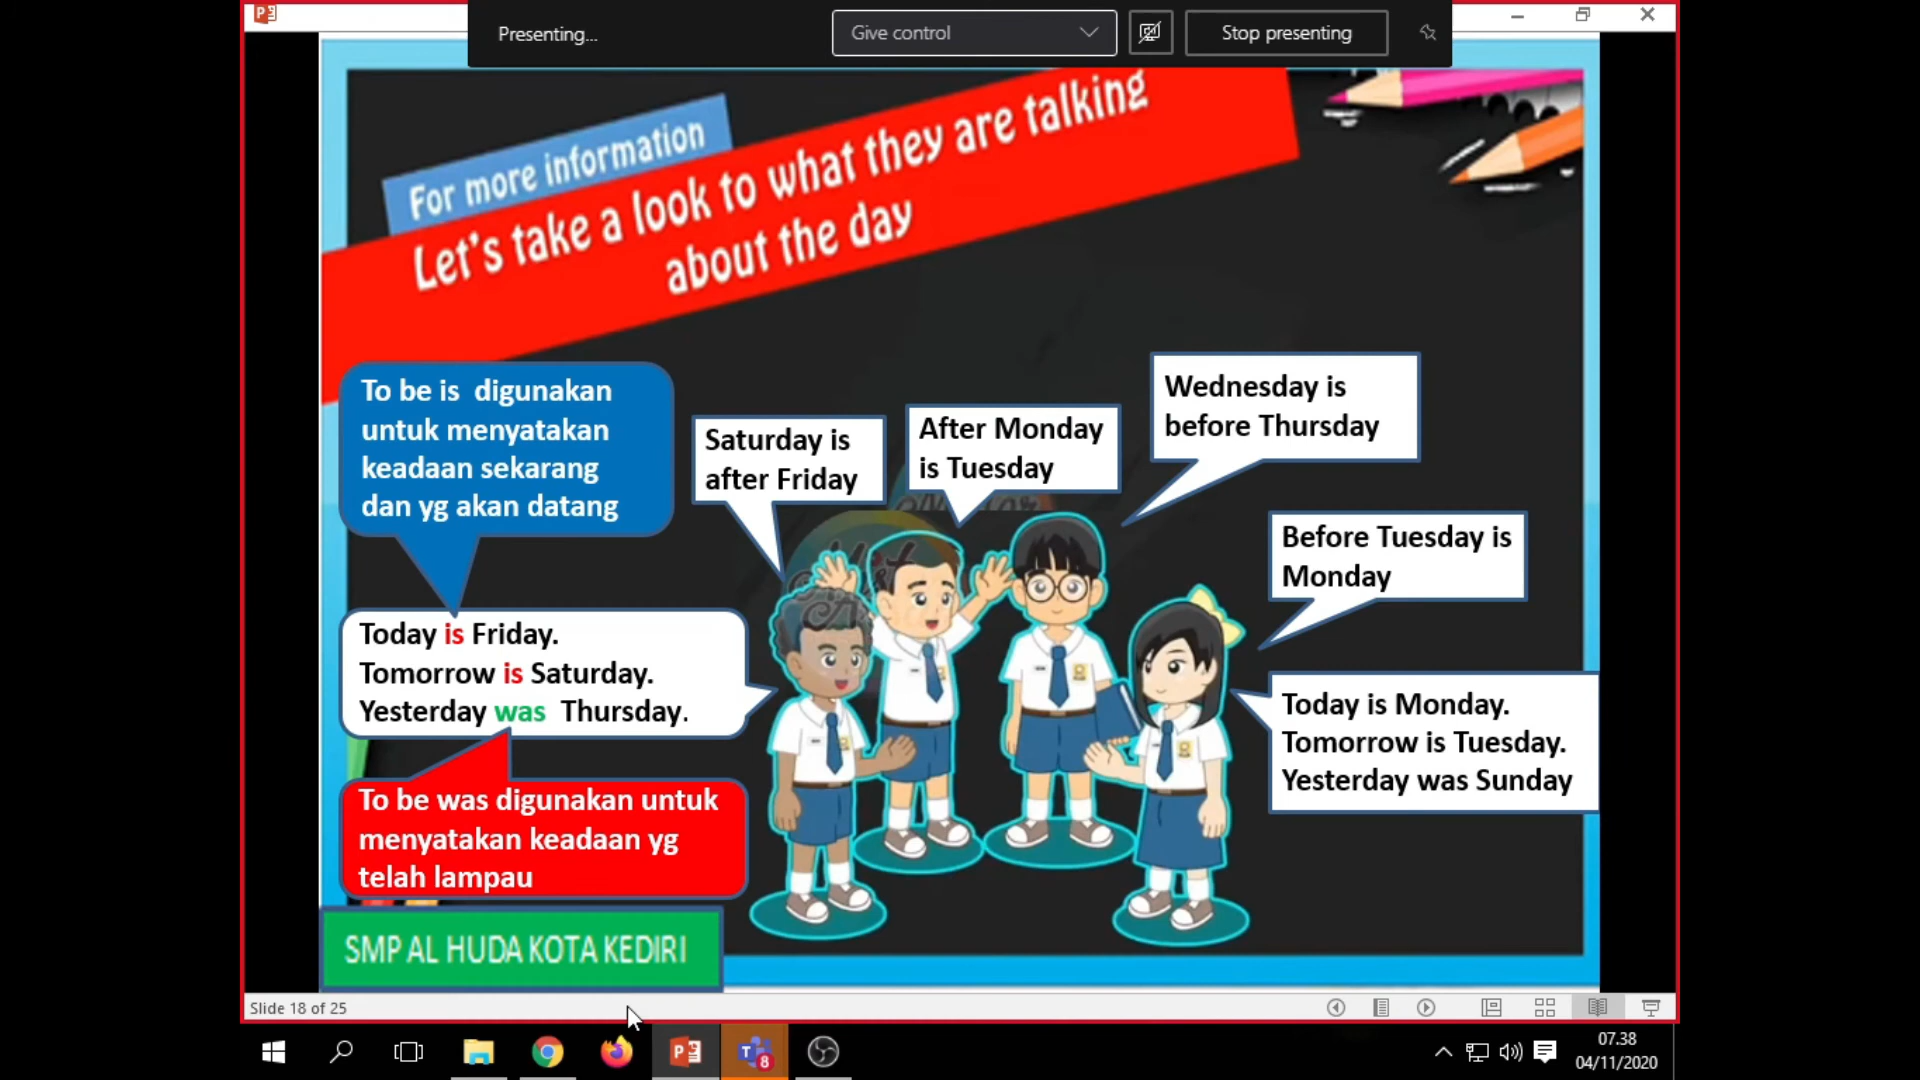 Presenting...
Give control
Stop presenting
For more information
Let's take a look to what they are talking
about the day
To be is digunakan
untuk menyatakan
keadaan sekarang
dan yg akan datang
Saturday is
after Friday
After Monday
is Tuesday
Wednesday is
before Thursday
Before Tuesday is
Monday
Today is Friday.
Tomorrow is Saturday.
Yesterday was Thursday.
Today is Monday.
Tomorrow is Tuesday.
Yesterday was Sunday
To be was digunakan untuk
menyatakan keadaan yg
telah lampau
SMP AL HUDA KOTA KEDIRI
Slide 18 of 25
8
07.38
04/11/2020